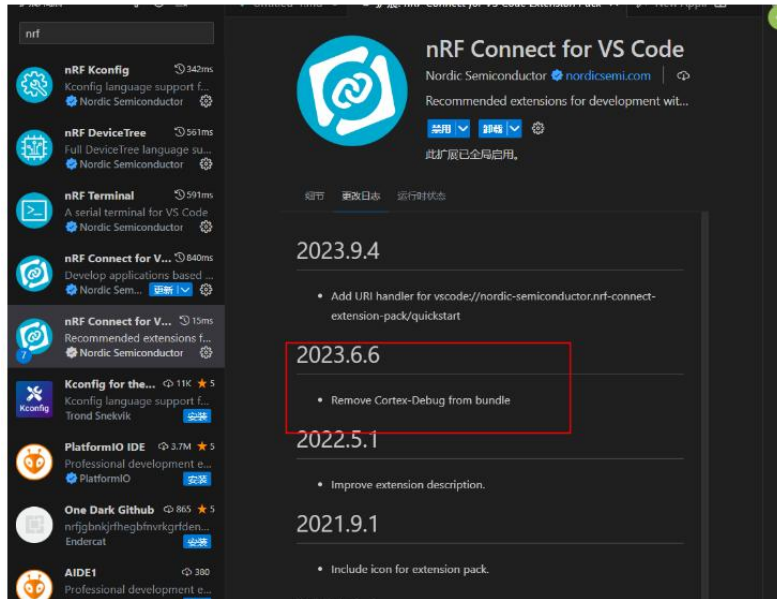 nrf
nRF Kconfig 342ms
Kconfig language support f...
Nordic Semiconductor
nRF DeviceTree 561ms
Full DeviceTree language su...
Nordic Semiconductor
nRF Terminal 591ms
A serial terminal for VS Code
Nordic Semiconductor
nRF Connect for V... 840ms
Develop applications based ...
Nordic Sem... 更新
nRF Connect for V... 15ms
Recommended extensions f...
7 Nordic Semiconductor
Kconfig for the... 11K 5
Kconfig language support f...
Kconfig Trond Snekvik 安装
PlatformIO IDE 3.7M 5
Professional development e...
PlatformIO 安装
One Dark Github 865 5
nrfjgbnkjrfhegbfnvrkgrfden...
Endercat 安装
AIDE1 380
Professional development e...
nRF Connect for VS Code
Nordic Semiconductor nordicsemi.com
Recommended extensions for development wit...
禁用 卸载
此扩展已全局启用。
细节 更改日志 运行时状态
2023.9.4
• Add URI handler for vscode://nordic-semiconductor.nrf-connect-
extension-pack/quickstart
2023.6.6
• Remove Cortex-Debug from bundle
2022.5.1
• Improve extension description.
2021.9.1
• Include icon for extension pack.